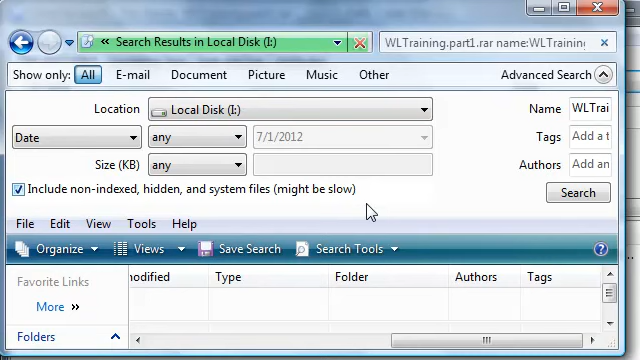 Search Results in Local Disk (I:) WLTraining.part1.rar name:WLTraining
Show only: All E-mail Document Picture Music Other Advanced Search
Location Local Disk (I:) Name WLTrai
Date any 7/1/2012 Tags Add a t
Size (KB) any Authors Add an
Include non-indexed, hidden, and system files (might be slow) Search
File Edit View Tools Help
Organize Views Save Search Search Tools
Favorite Links modified Type Folder Authors Tags
More
Folders